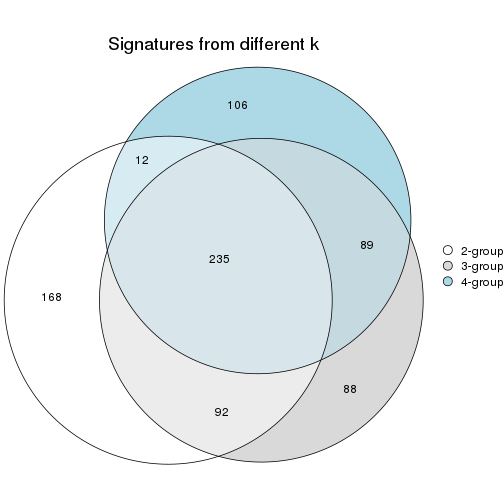 Signatures from different k
106
12
89
235
168
88
92
2-group
3-group
4-group